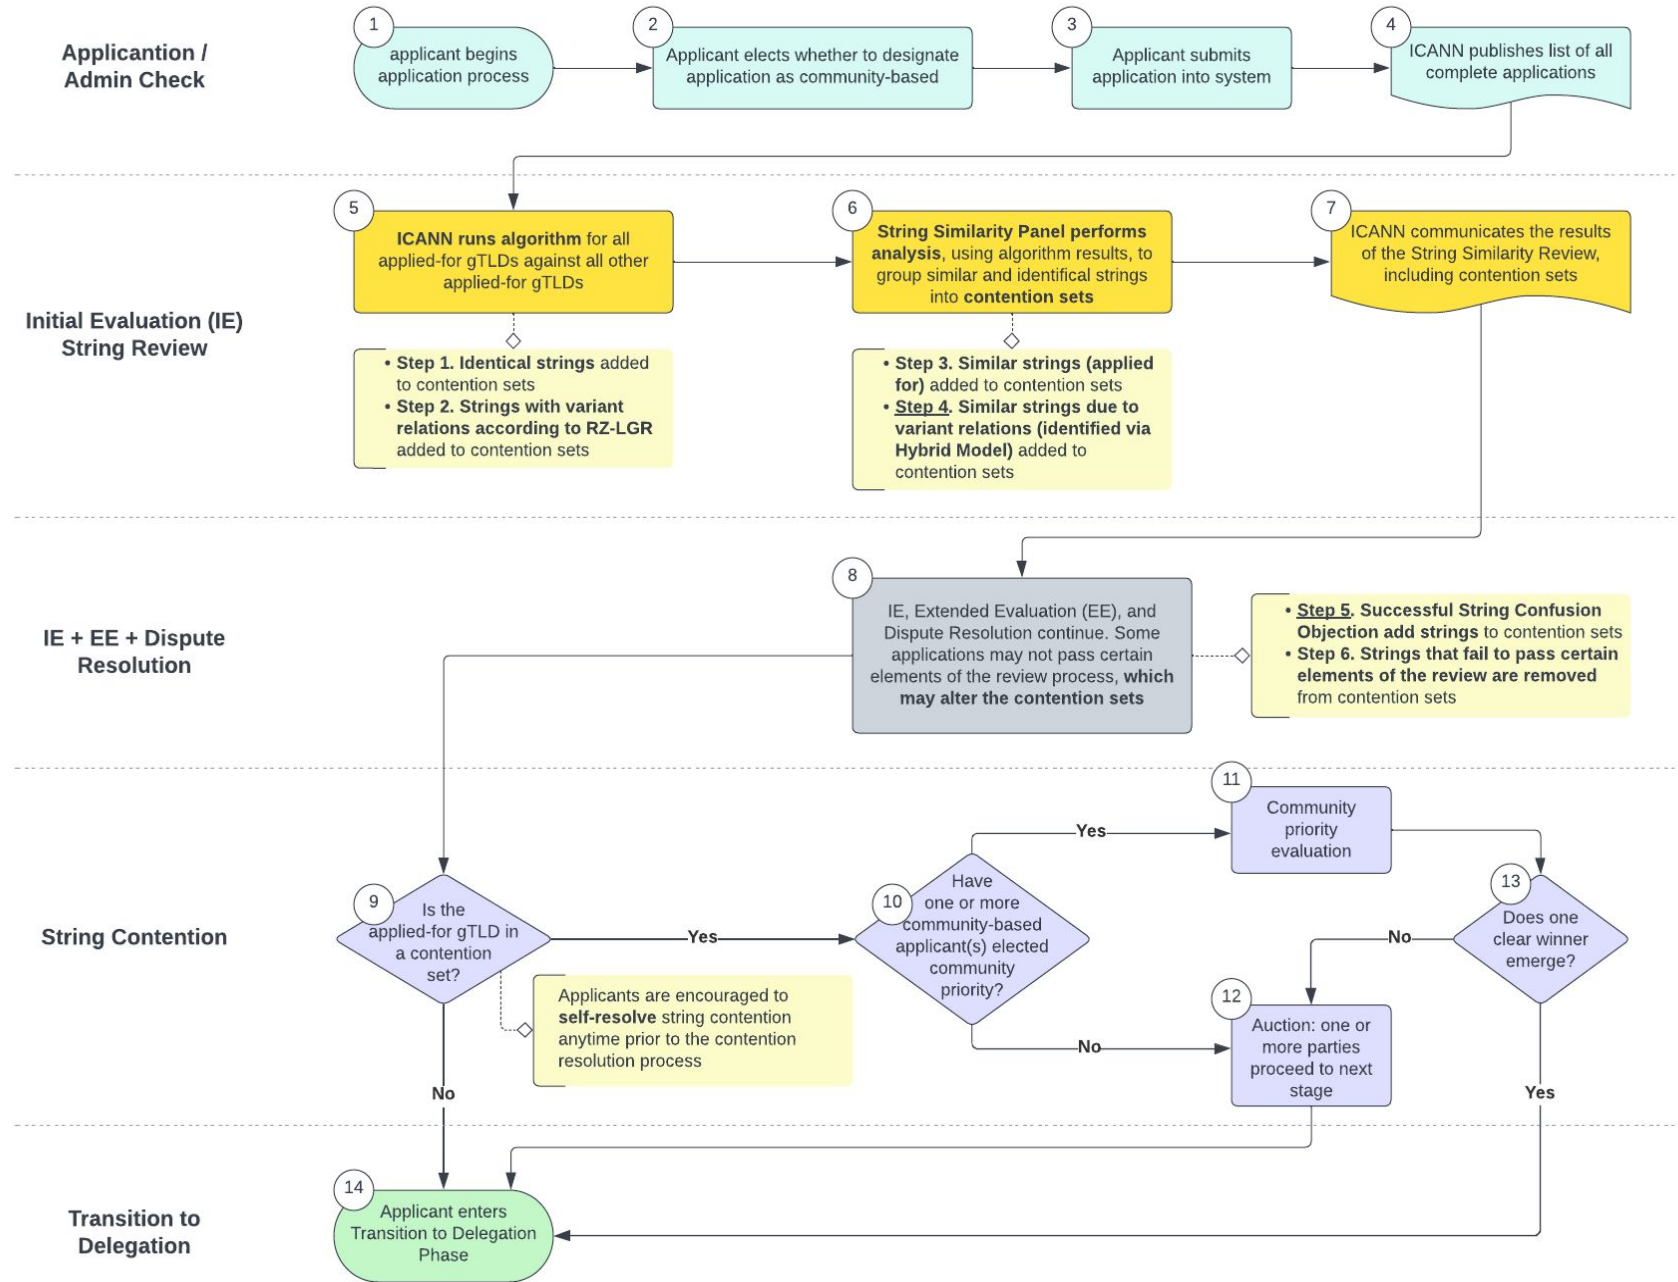 Applicantion /
Admin Check
1
applicant begins
application process
2
Applicant elects whether to designate
application as community-based
3
Applicant submits
application into system
4
ICANN publishes list of all
complete applications
Initial Evaluation (IE)
String Review
5
ICANN runs algorithm for all
applied-for gTLDs against all other
applied-for gTLDs
• Step 1. Identical strings added
to contention sets
• Step 2. Strings with variant
relations according to RZ-LGR
added to contention sets
6
String Similarity Panel performs
analysis, using algorithm results, to
group similar and identifical strings
into contention sets
• Step 3. Similar strings (applied
for) added to contention sets
• Step 4. Similar strings due to
variant relations (identified via
Hybrid Model) added to
contention sets
7
ICANN communicates the results
of the String Similarity Review,
including contention sets
IE + EE + Dispute
Resolution
8
IE, Extended Evaluation (EE), and
Dispute Resolution continue. Some
applications may not pass certain
elements of the review process, which
may alter the contention sets
• Step 5. Successful String Confusion
Objection add strings to contention sets
• Step 6. Strings that fail to pass certain
elements of the review are removed
from contention sets
String Contention
9
Is the
applied-for gTLD in
a contention
set?
Yes
No
Applicants are encouraged to
self-resolve string contention
anytime prior to the contention
resolution process
10
Have
one or more
community-based
applicant(s) elected
community
priority?
Yes
No
11
Community
priority
evaluation
12
Auction: one or
more parties
proceed to next
stage
13
Does one
clear winner
emerge?
No
Yes
Transition to
Delegation
14
Applicant enters
Transition to Delegation
Phase